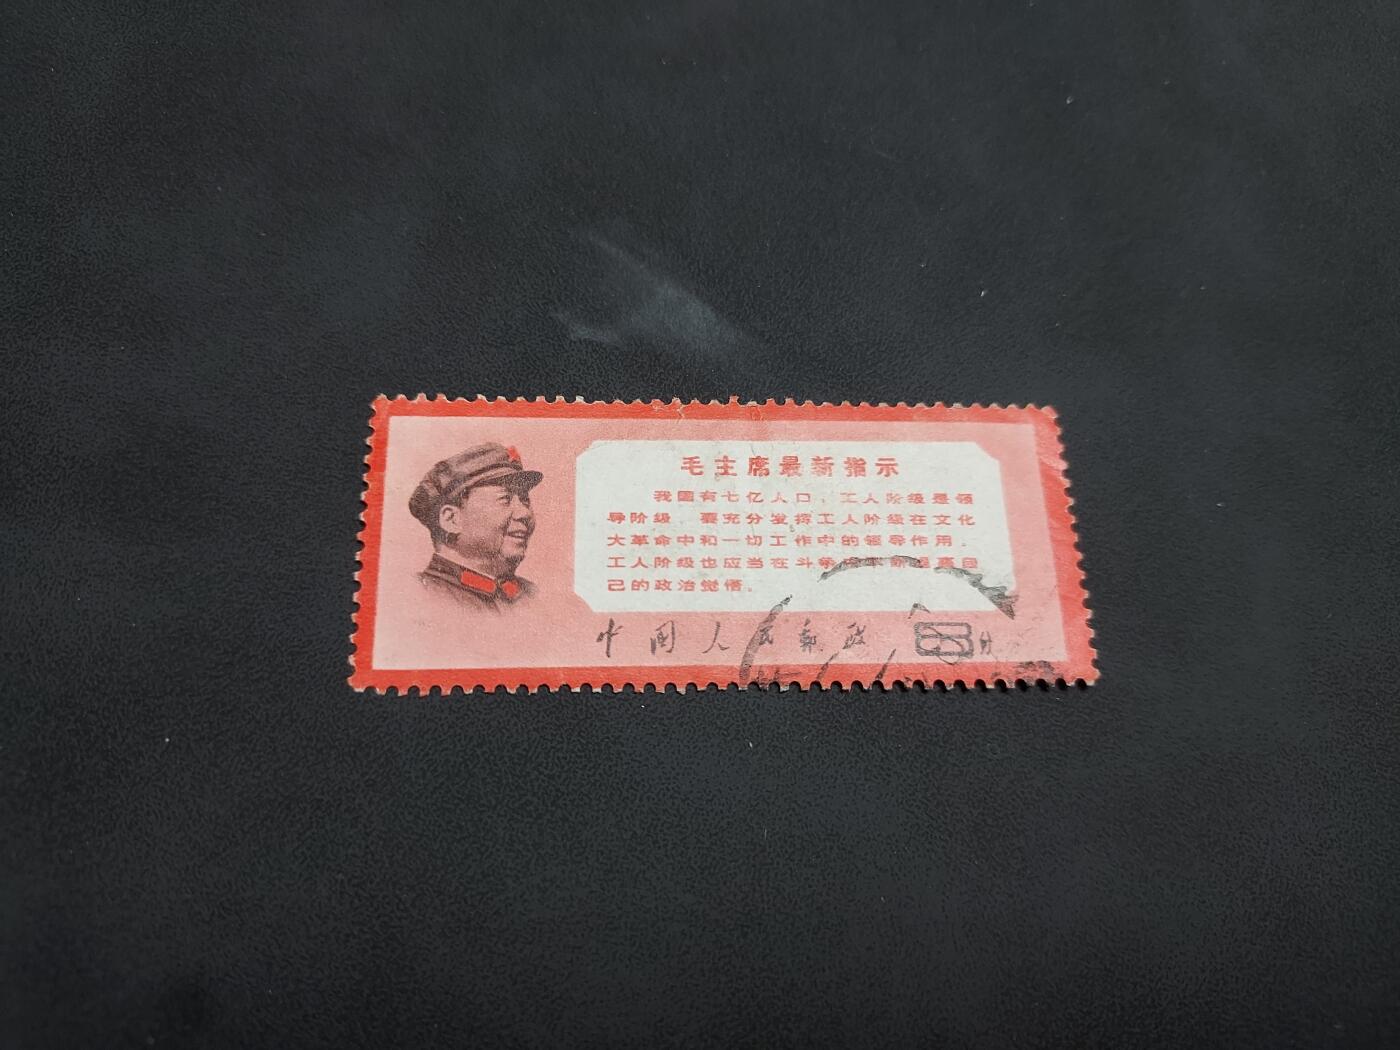 毛主席最新指示
我国有七亿人口，工人阶级是领
导阶级 要充分发挥工人阶级在文化
大革命中和一切工作中的领导作用．
工人阶级也应当在斗争中不断提高自
己的政治觉悟．
中国人民邮政
8分